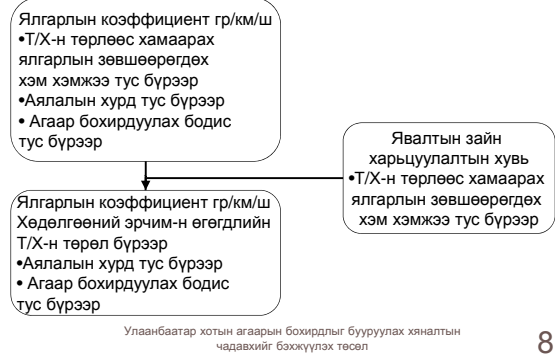 Ялгарлын коэффициент гр/км/ш
•Т/Х-н төрлөөс хамаарах
ялгарлын зөвшөөрөгдөх
хэм хэмжээ тус бүрээр
•Аялалын хурд тус бүрээр
• Агаар бохирдуулах бодис
тус бүрээр
Явалтын зайн
харьцуулалтын хувь
•Т/Х-н төрлөөс хамаарах
ялгарлын зөвшөөрөгдөх
хэм хэмжээ тус бүрээр
Ялгарлын коэффициент гр/км/ш
Хөдөлгөөний эрчим-н өгөгдлийн
Т/Х-н төрөл бүрээр
•Аялалын хурд тус бүрээр
• Агаар бохирдуулах бодис
тус бүрээр
Улаанбаатар хотын агаарын бохирдлыг бууруулах хяналтын
чадавхийг бэхжүүлэх төсөл
8